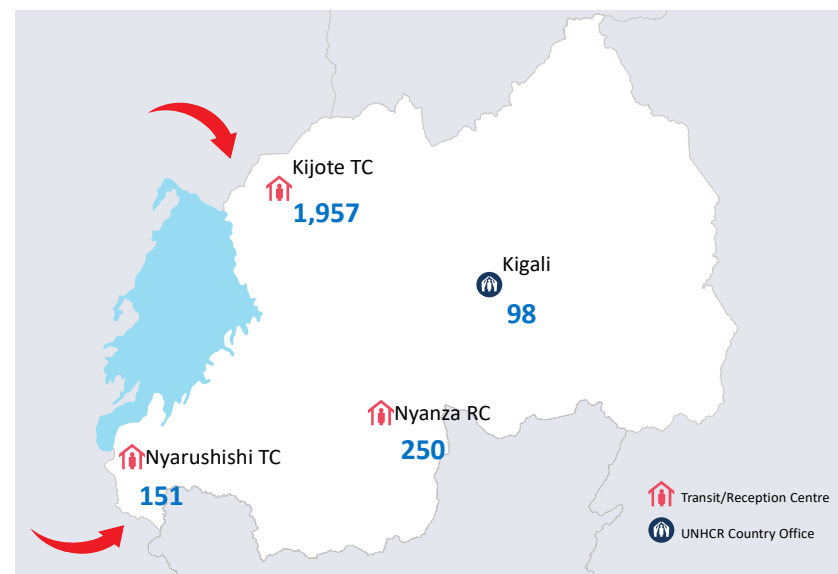 Kijote TC
1,957
Kigali
98
Nyanza RC
250
Nyarushishi TC
151
Transit/Reception Centre
UNHCR Country Office